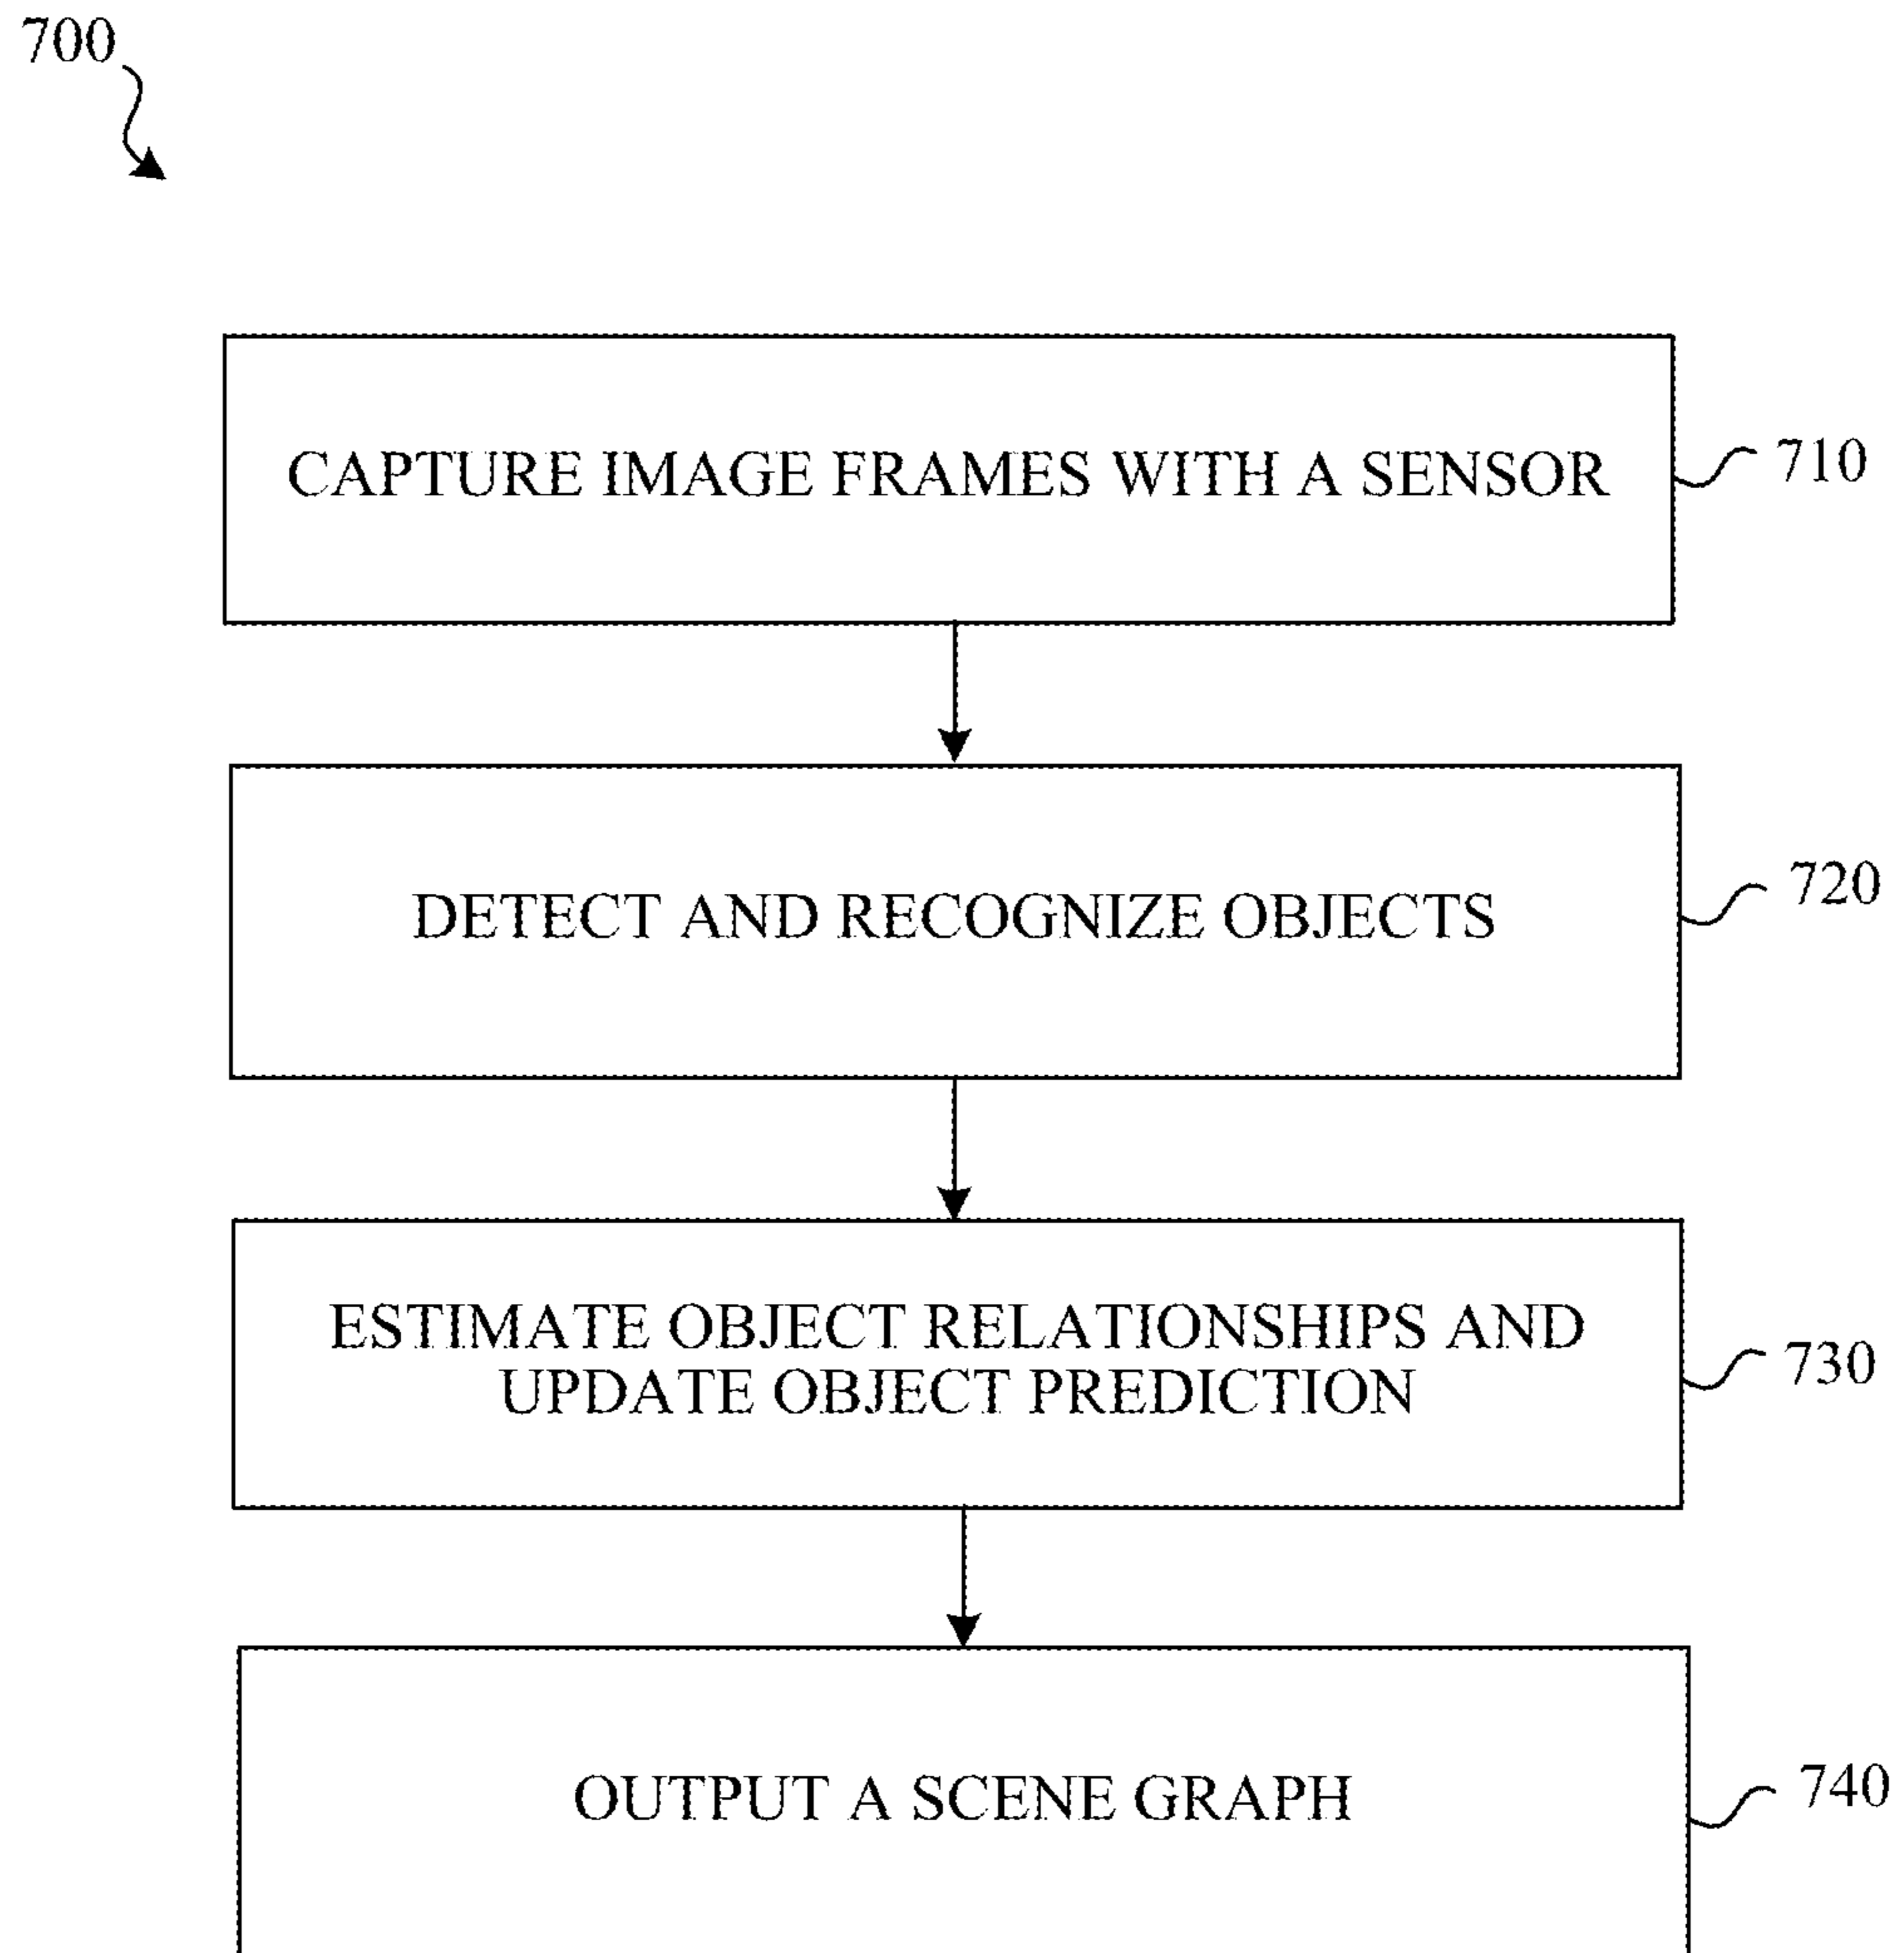 700
CAPTURE IMAGE FRAMES WITH A SENSOR
710
DETECT AND RECOGNIZE OBJECTS
720
ESTIMATE OBJECT RELATIONSHIPS AND
UPDATE OBJECT PREDICTION
730
OUTPUT A SCENE GRAPH
740